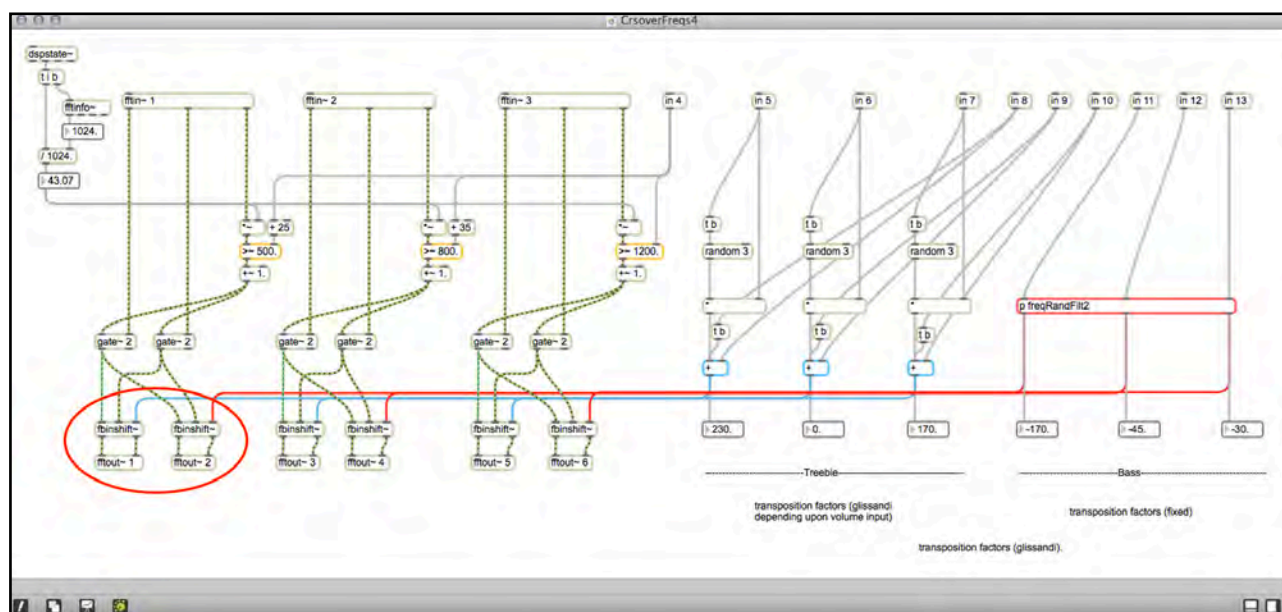 CrsoverFreqs4
dspstate~
t i b
fftinfo~
1024.
/ 1024.
43.07
fftin~ 1
fftin~ 2
fftin~ 3
in 4
in 5
in 6
in 7
in 8
in 9
in 10
in 11
in 12
in 13
*~
+ 25
*~
+ 35
*~
>~ 500.
>~ 800.
>~ 1200.
+~ 1.
+~ 1.
+~ 1.
t b
t b
t b
random 3
random 3
random 3
*
*
*
p freqRandFilt2
t b
t b
t b
gate~ 2
gate~ 2
gate~ 2
gate~ 2
gate~ 2
gate~ 2
+
+
+
fbinshift~
fbinshift~
fbinshift~
fbinshift~
fbinshift~
fbinshift~
230.
0.
170.
-170.
-45.
-30.
fftout~ 1
fftout~ 2
fftout~ 3
fftout~ 4
fftout~ 5
fftout~ 6
Treeble
Bass
transposition factors (glissandi
depending upon volume input)
transposition factors (fixed)
transposition factors (glissandi).